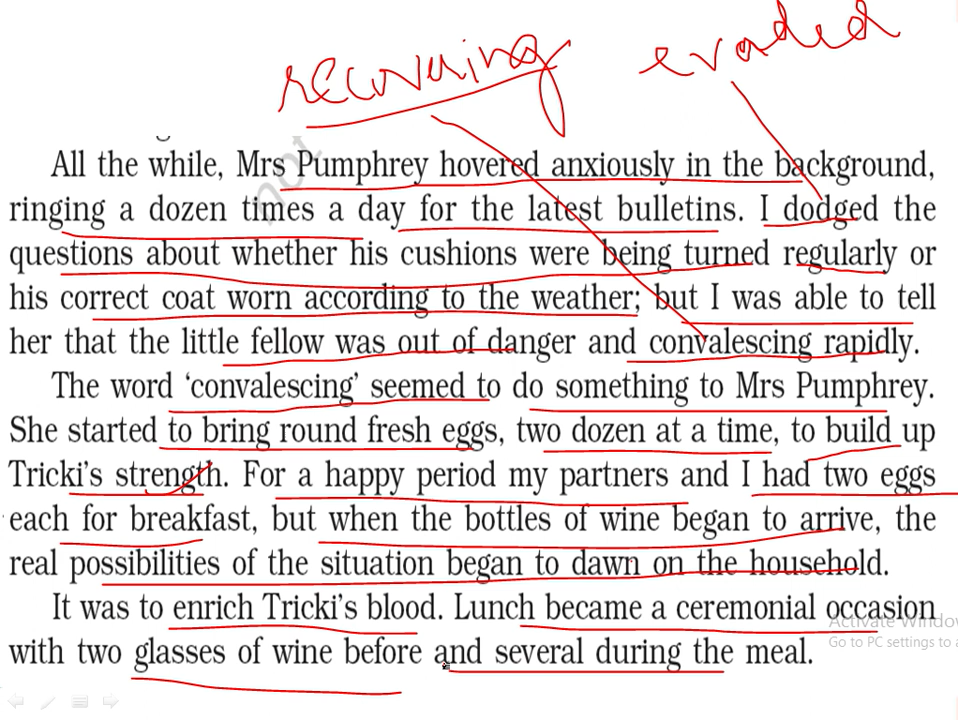 recovering evaded
not
All the while, Mrs Pumphrey hovered anxiously in the background,
ringing a dozen times a day for the latest bulletins. I dodged the
questions about whether his cushions were being turned regularly or
his correct coat worn according to the weather; but I was able to tell
her that the little fellow was out of danger and convalescing rapidly.
The word ‘convalescing’ seemed to do something to Mrs Pumphrey.
She started to bring round fresh eggs, two dozen at a time, to build up
Tricki’s strength. For a happy period my partners and I had two eggs
each for breakfast, but when the bottles of wine began to arrive, the
real possibilities of the situation began to dawn on the household.
It was to enrich Tricki’s blood. Lunch became a ceremonial occasion
Activate Window
with two glasses of wine before and several during the meal.
Go to PC settings to a